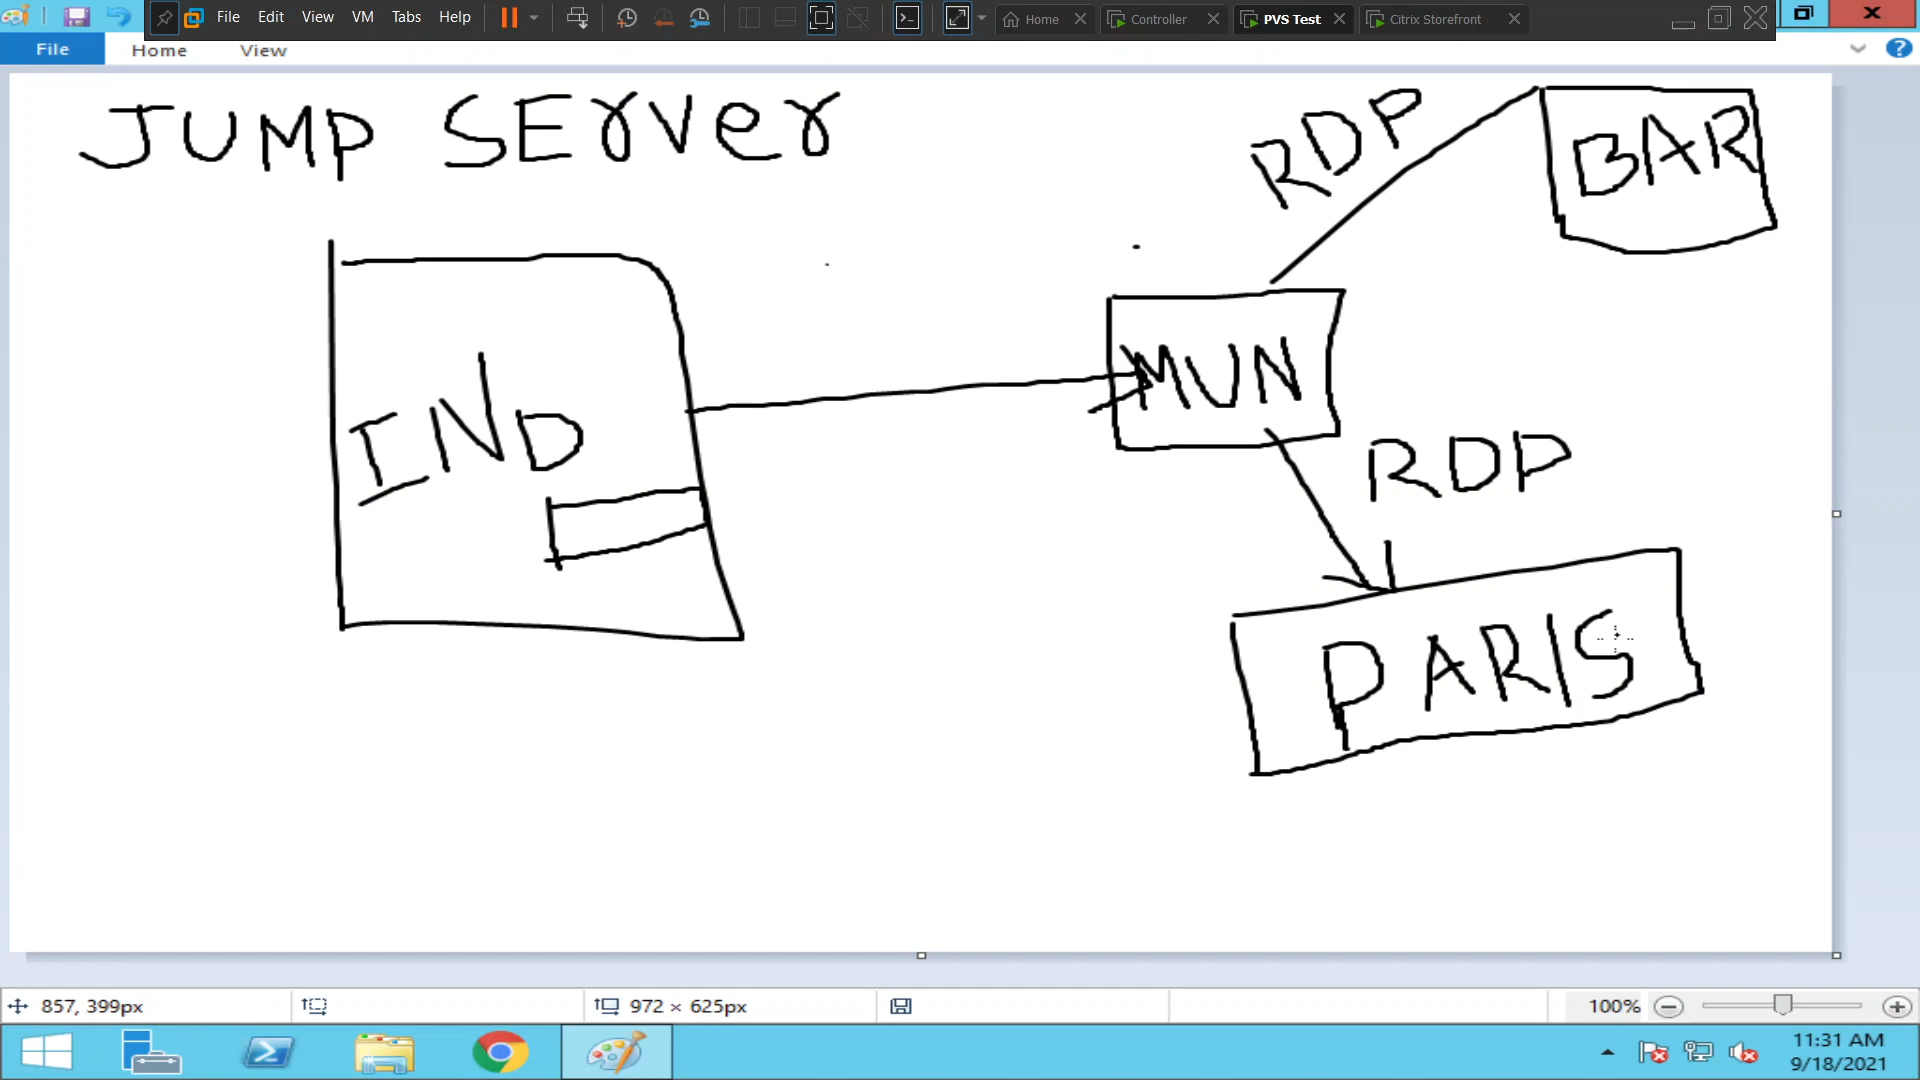 File Edit View VM Tabs Help
Home
Controller
PVS Test
Citrix Storefront
File Home View
JUMP SErver
RDP
BAR
IND
MUN
RDP
PARIS
857, 399px
972 × 625px
100%
11:31 AM
9/18/2021